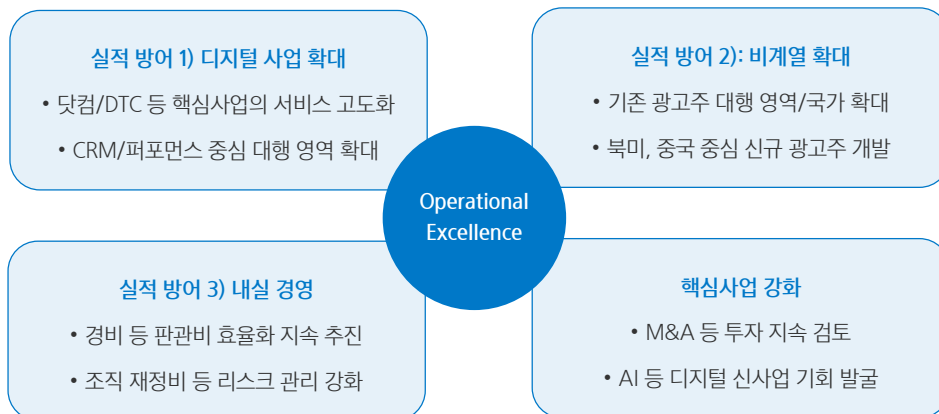 실적 방어 1) 디지털 사업 확대
• 닷컴/DTC 등 핵심사업의 서비스 고도화
• CRM/퍼포먼스 중심 대행 영역 확대
실적 방어 2): 비계열 확대
• 기존 광고주 대행 영역/국가 확대
• 북미, 중국 중심 신규 광고주 개발
Operational
Excellence
실적 방어 3) 내실 경영
• 경비 등 판관비 효율화 지속 추진
• 조직 재정비 등 리스크 관리 강화
핵심사업 강화
• M&A 등 투자 지속 검토
• AI 등 디지털 신사업 기회 발굴